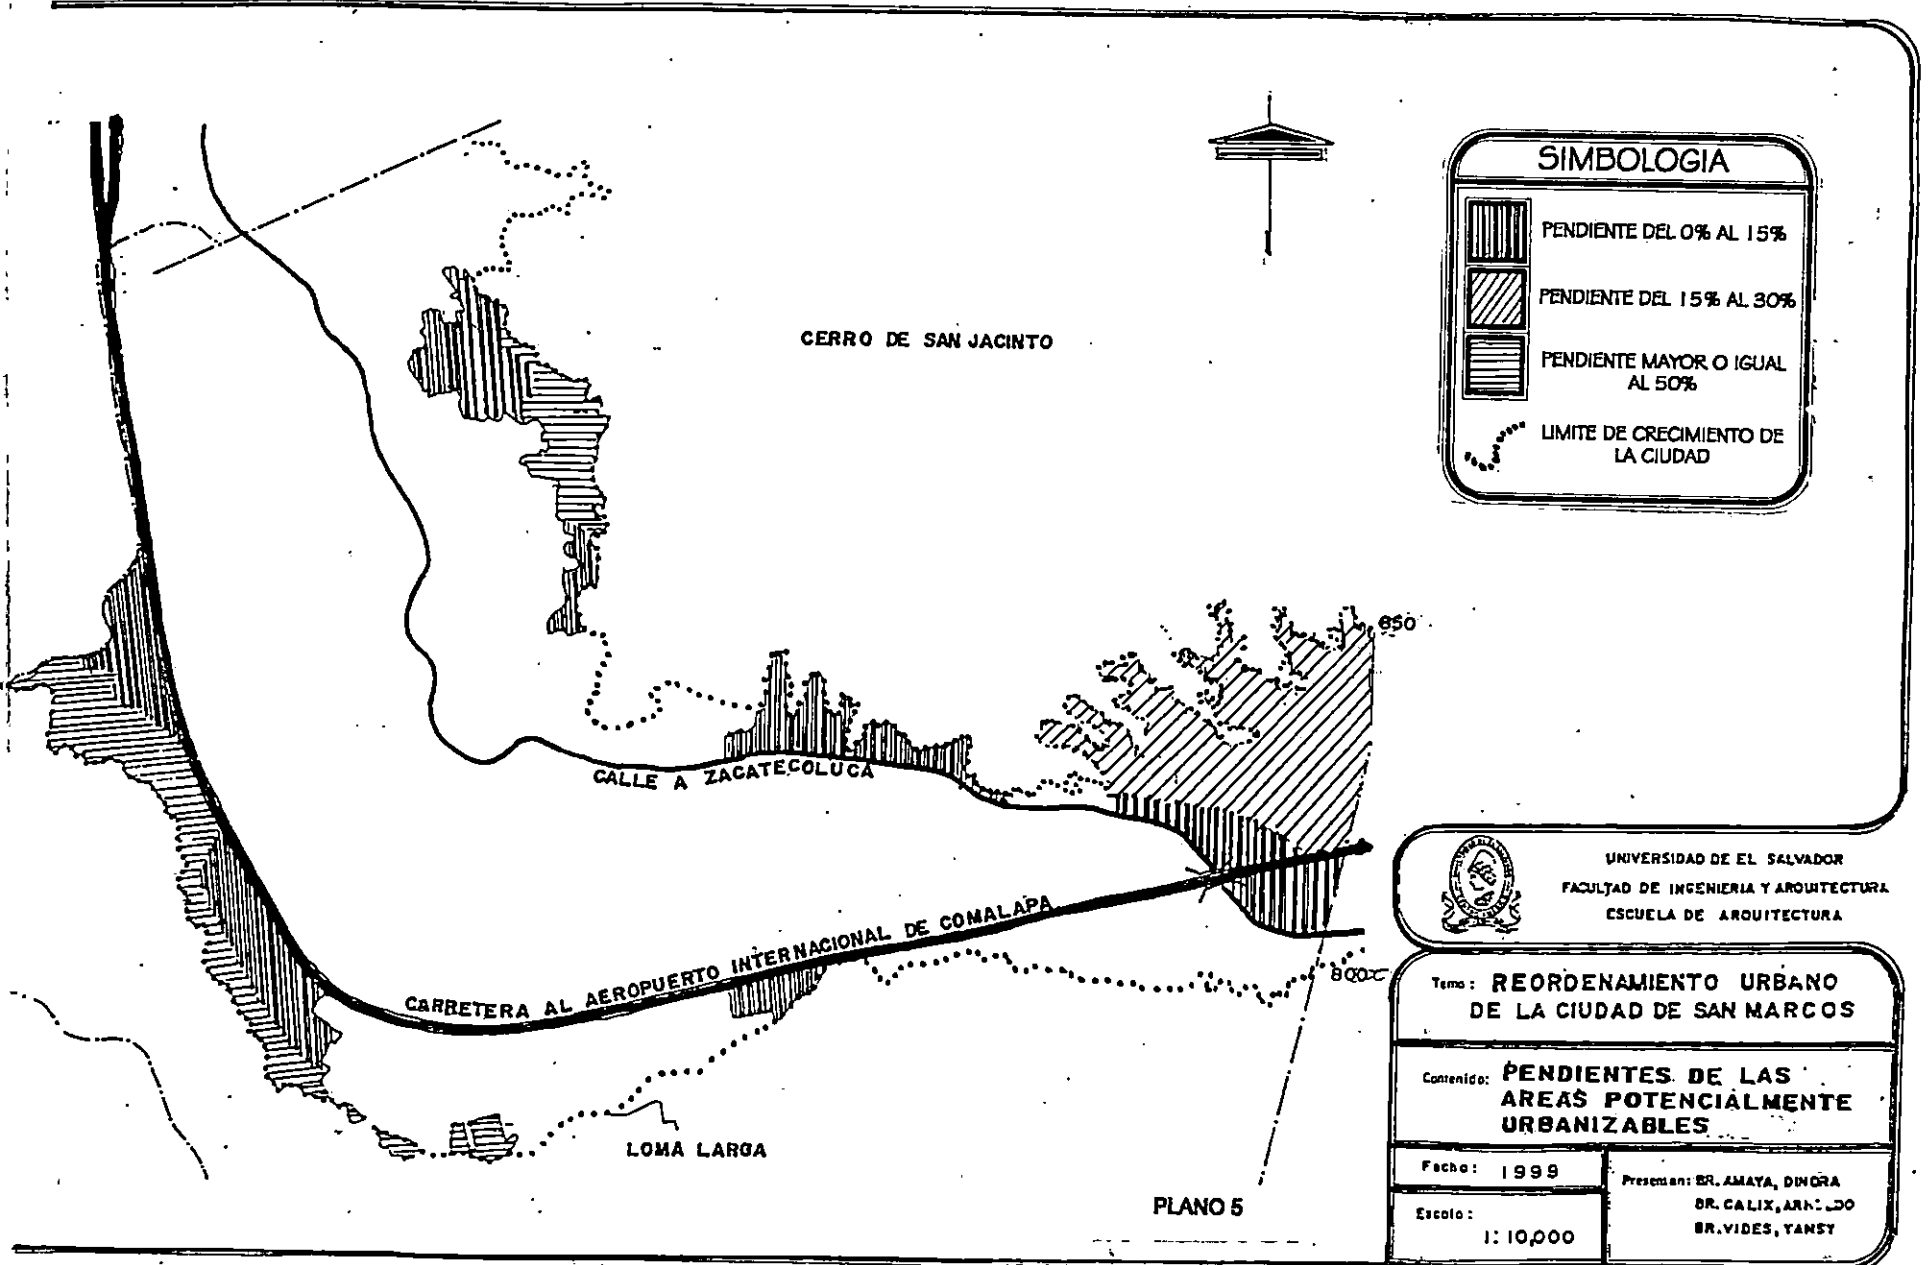 SIMBOLOGIA
PENDIENTE DEL 0% AL 15%
PENDIENTE DEL 15% AL 30%
PENDIENTE MAYOR O IGUAL
AL 50%
LIMITE DE CRECIMIENTO DE
LA CIUDAD
CERRO DE SAN JACINTO
850
CALLE A ZACATECOLUCA
CARRETERA AL AEROPUERTO INTERNACIONAL DE COMALAPA
800
LOMA LARGA
PLANO 5
UNIVERSIDAD DE EL SALVADOR
FACULTAD DE INGENIERIA Y ARQUITECTURA
ESCUELA DE ARQUITECTURA
Tema: REORDENAMIENTO URBANO
DE LA CIUDAD DE SAN MARCOS
Contenido: PENDIENTES DE LAS
AREAS POTENCIALMENTE
URBANIZABLES
Fecha: 1999
Escala:
1:10,000
Presentan: BR. AMAYA, DINORA
BR. CALIX,
BR. VIDES, YANSY